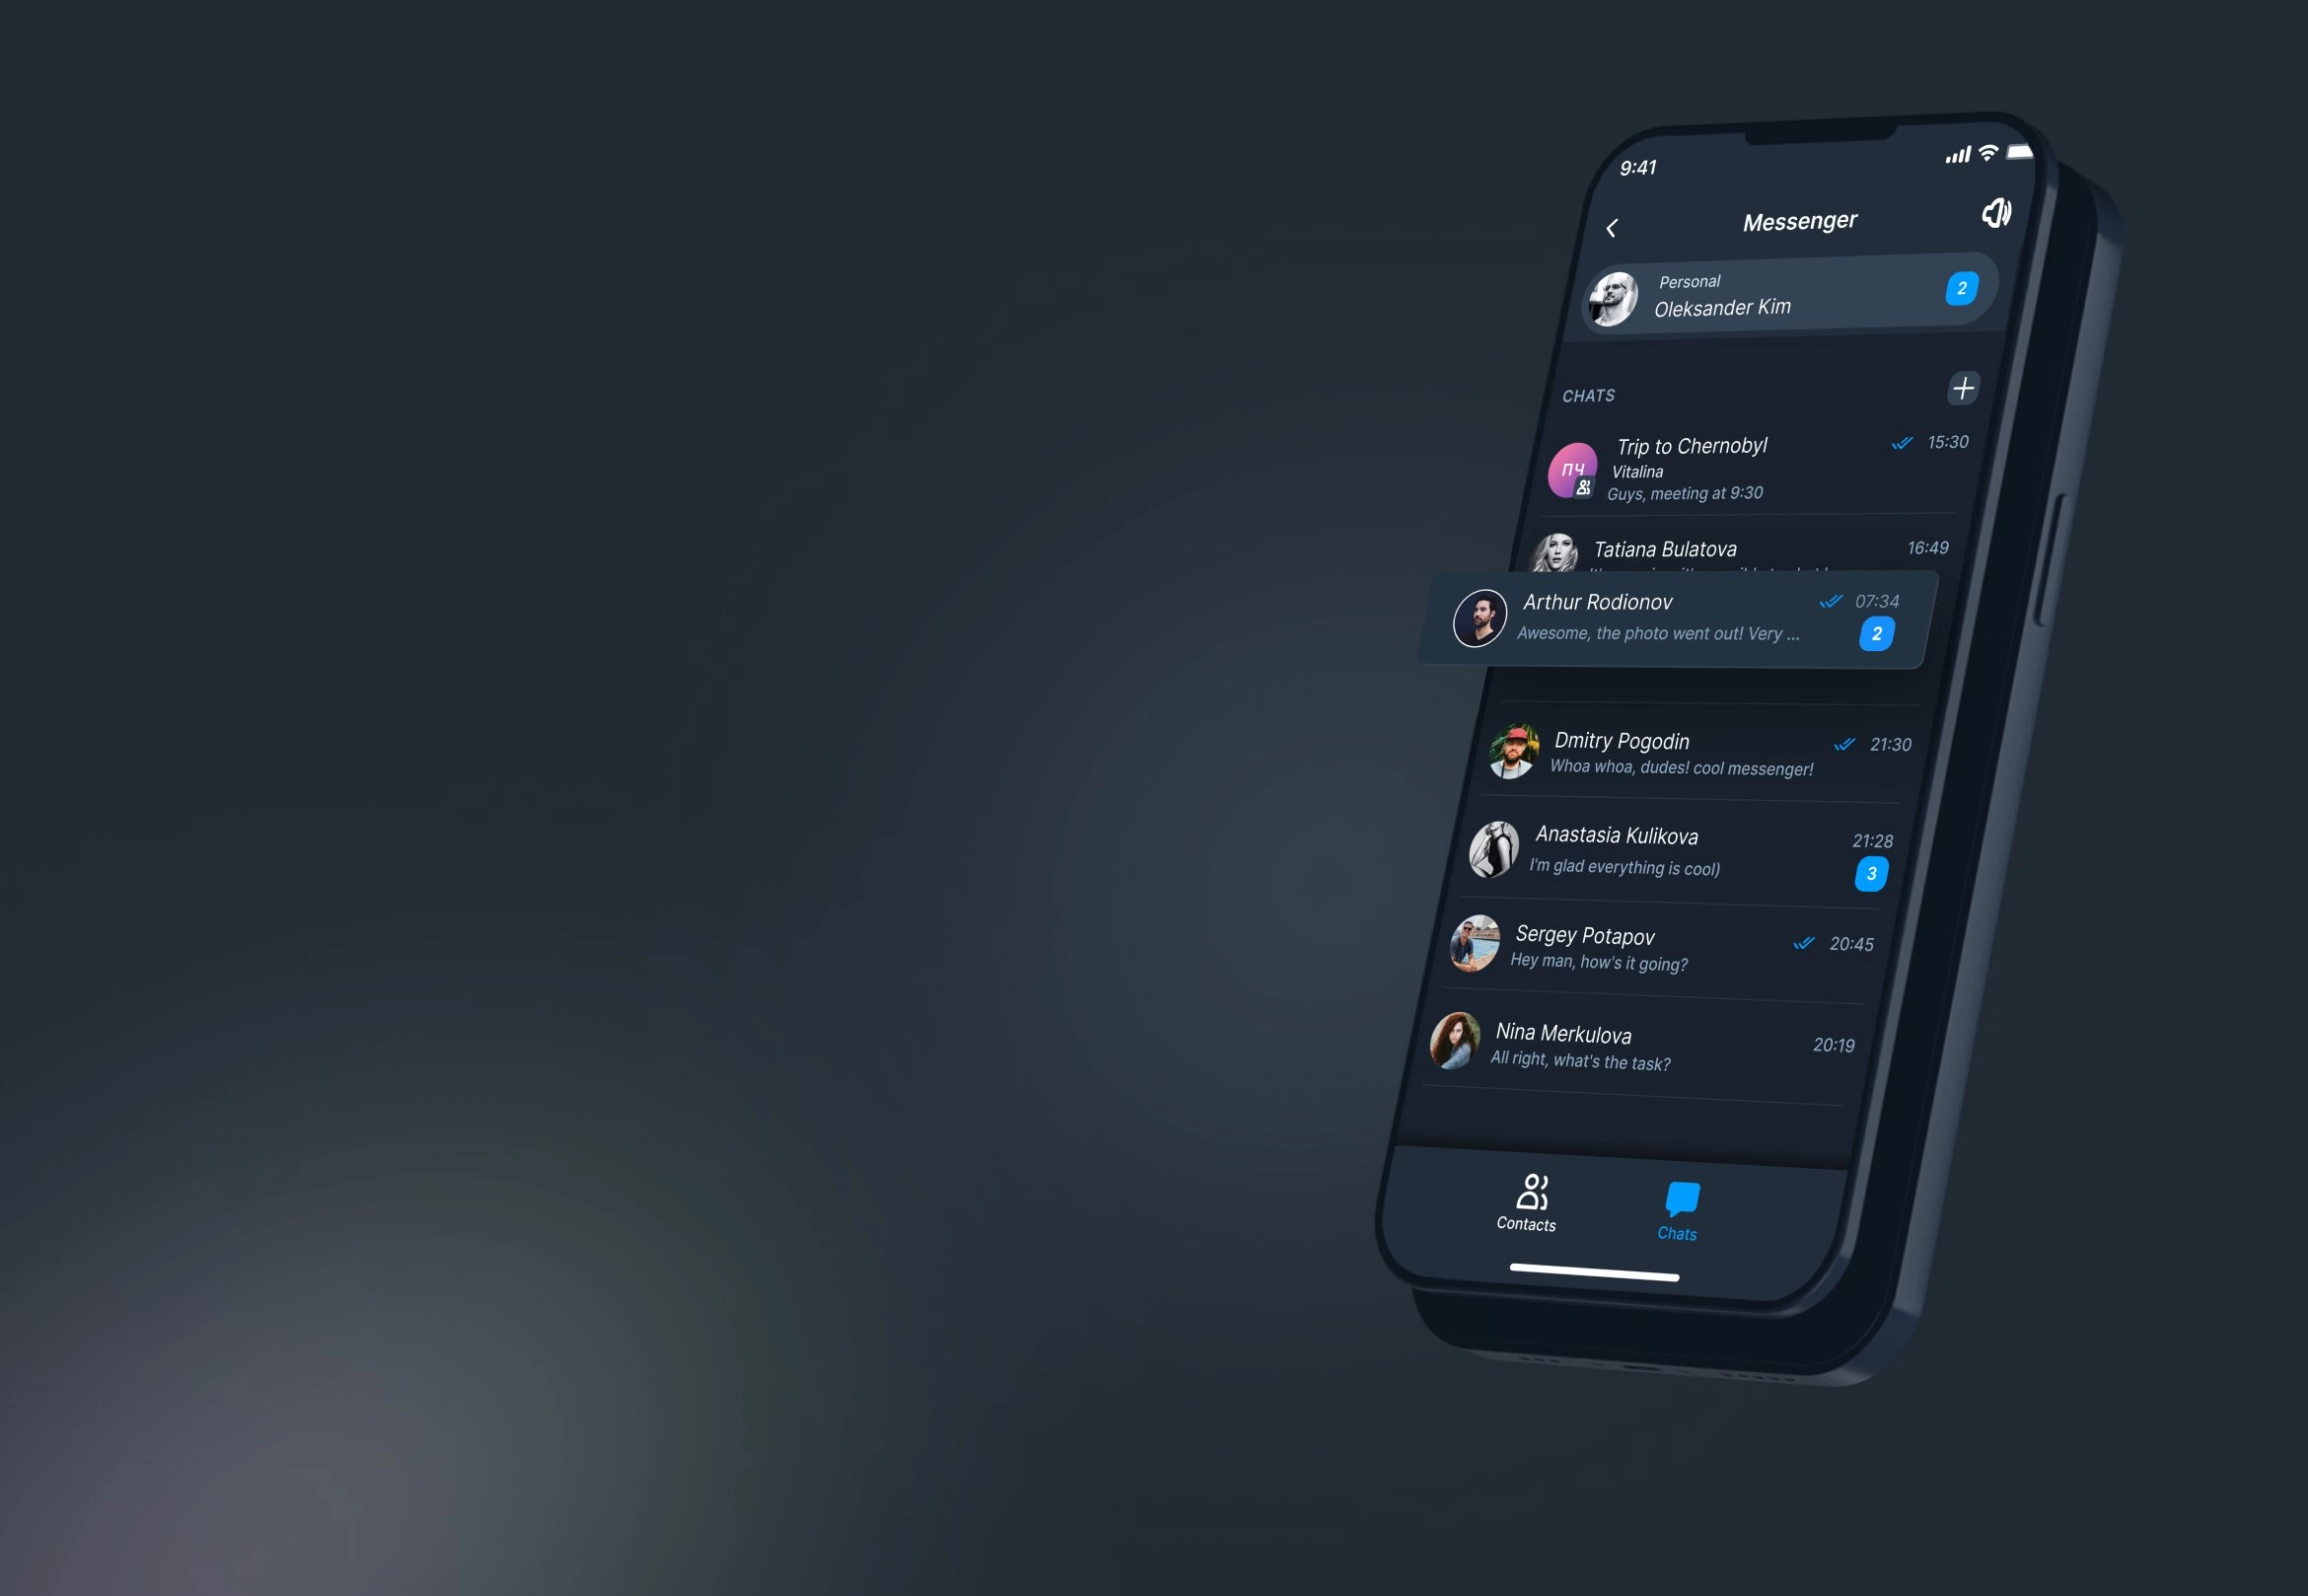 9:41
Messenger
Personal
Oleksander Kim
2
CHATS
Trip to Chernobyl
15:30
ПЧ
Vitalina
Guys, meeting at 9:30
Tatiana Bulatova
16:49
Arthur Rodionov
07:34
Awesome, the photo went out! Very ...
2
Dmitry Pogodin
21:30
Whoa whoa, dudes! cool messenger!
Anastasia Kulikova
21:28
I'm glad everything is cool)
3
Sergey Potapov
20:45
Hey man, how's it going?
Nina Merkulova
20:19
All right, what's the task?
Contacts
Chats